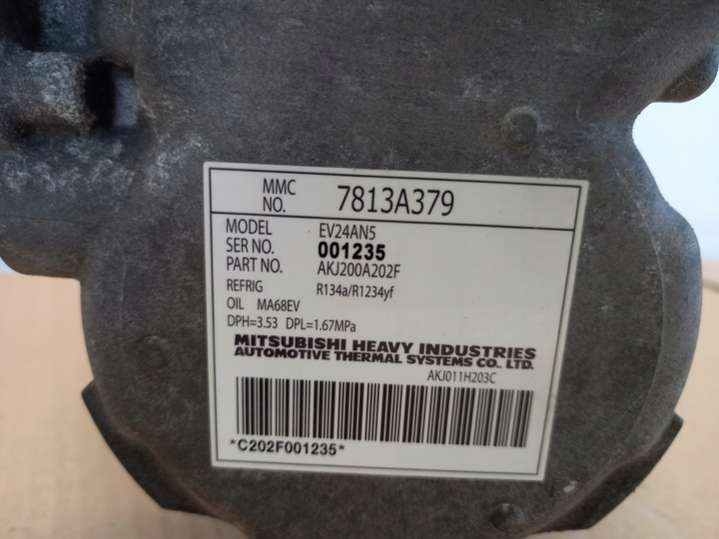 MMC NO. 7813A379
MODEL EV24AN5
SER NO. 001235
PART NO. AKJ200A202F
REFRIG R134a/R1234yf
OIL MA68EV
DPH=3.53 DPL=1.67MPa
MITSUBISHI HEAVY INDUSTRIES
AUTOMOTIVE THERMAL SYSTEMS CO., LTD.
AKJ011H203C
*C202F001235*